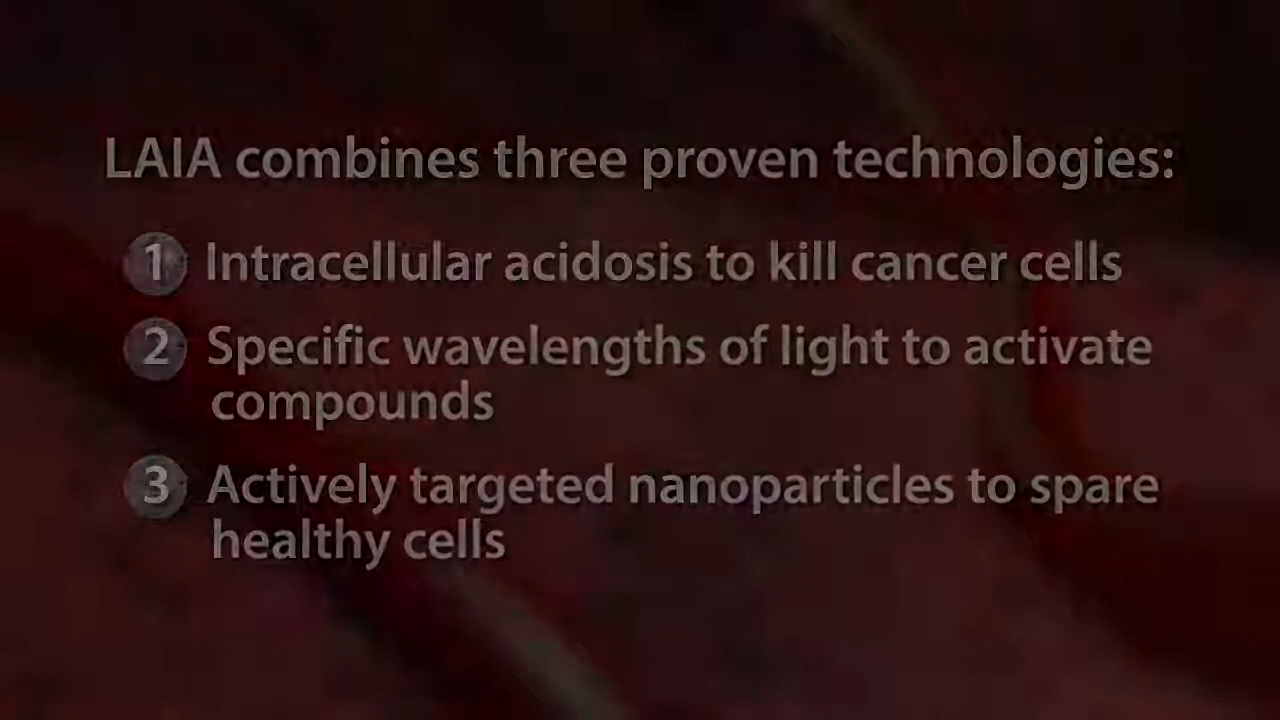 LAIA combines three proven technologies:
1 Intracellular acidosis to kill cancer cells
2 Specific wavelengths of light to activate
compounds
3 Actively targeted nanoparticles to spare
healthy cells